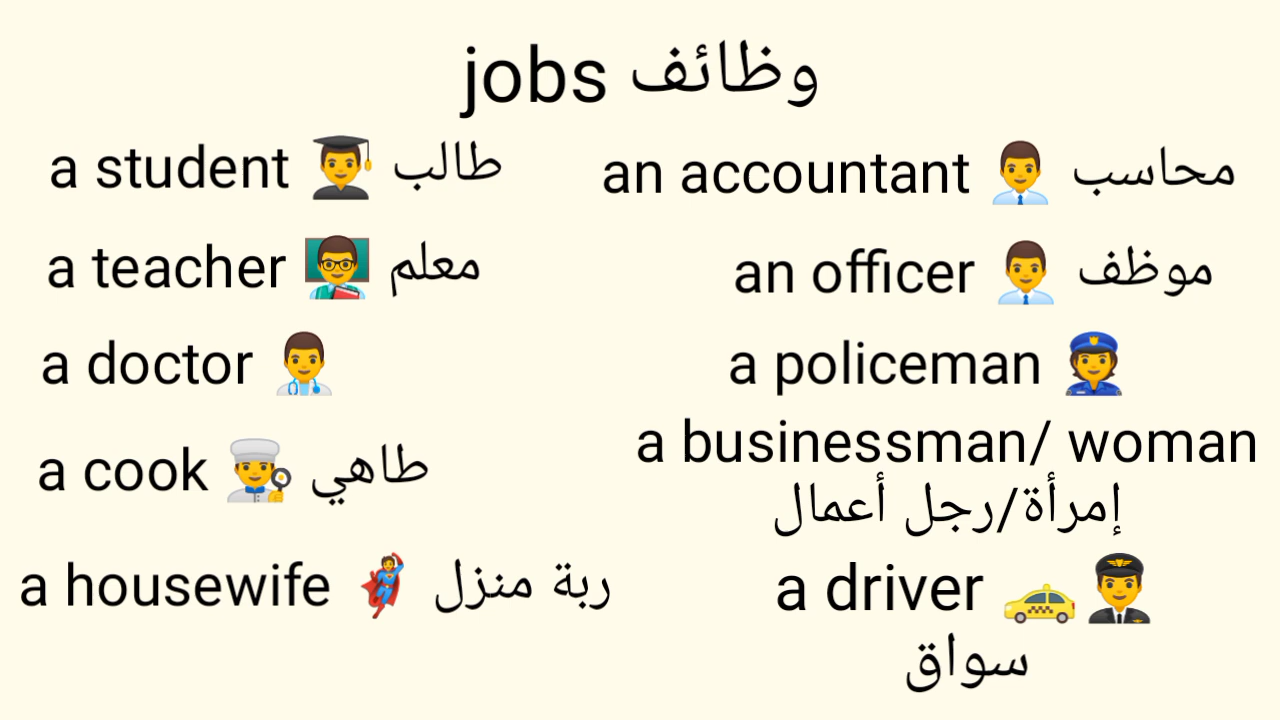 jobs وظائف
a student طالب
a teacher معلم
a doctor
a cook طاهي
a housewife ربة منزل
an accountant محاسب
an officer موظف
a policeman
a businessman/ woman
إمرأة/رجل أعمال
a driver
سواق